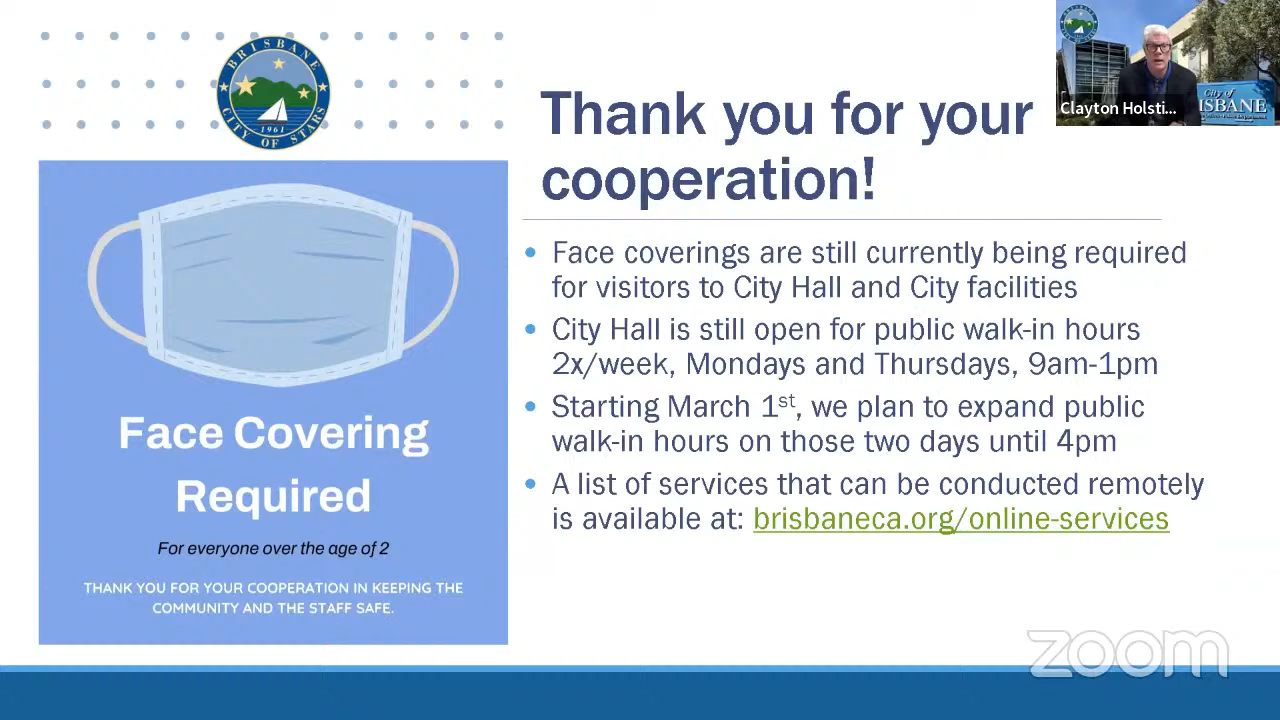 BRISBANE
CITY OF STARS
1961
Clayton Holsti...
City of
ISBANE
Thank you for your
cooperation!
• Face coverings are still currently being required
for visitors to City Hall and City facilities
• City Hall is still open for public walk-in hours
2x/week, Mondays and Thursdays, 9am-1pm
• Starting March 1st, we plan to expand public
walk-in hours on those two days until 4pm
• A list of services that can be conducted remotely
is available at: brisbaneca.org/online-services
Face Covering
Required
For everyone over the age of 2
THANK YOU FOR YOUR COOPERATION IN KEEPING THE
COMMUNITY AND THE STAFF SAFE.
zoom